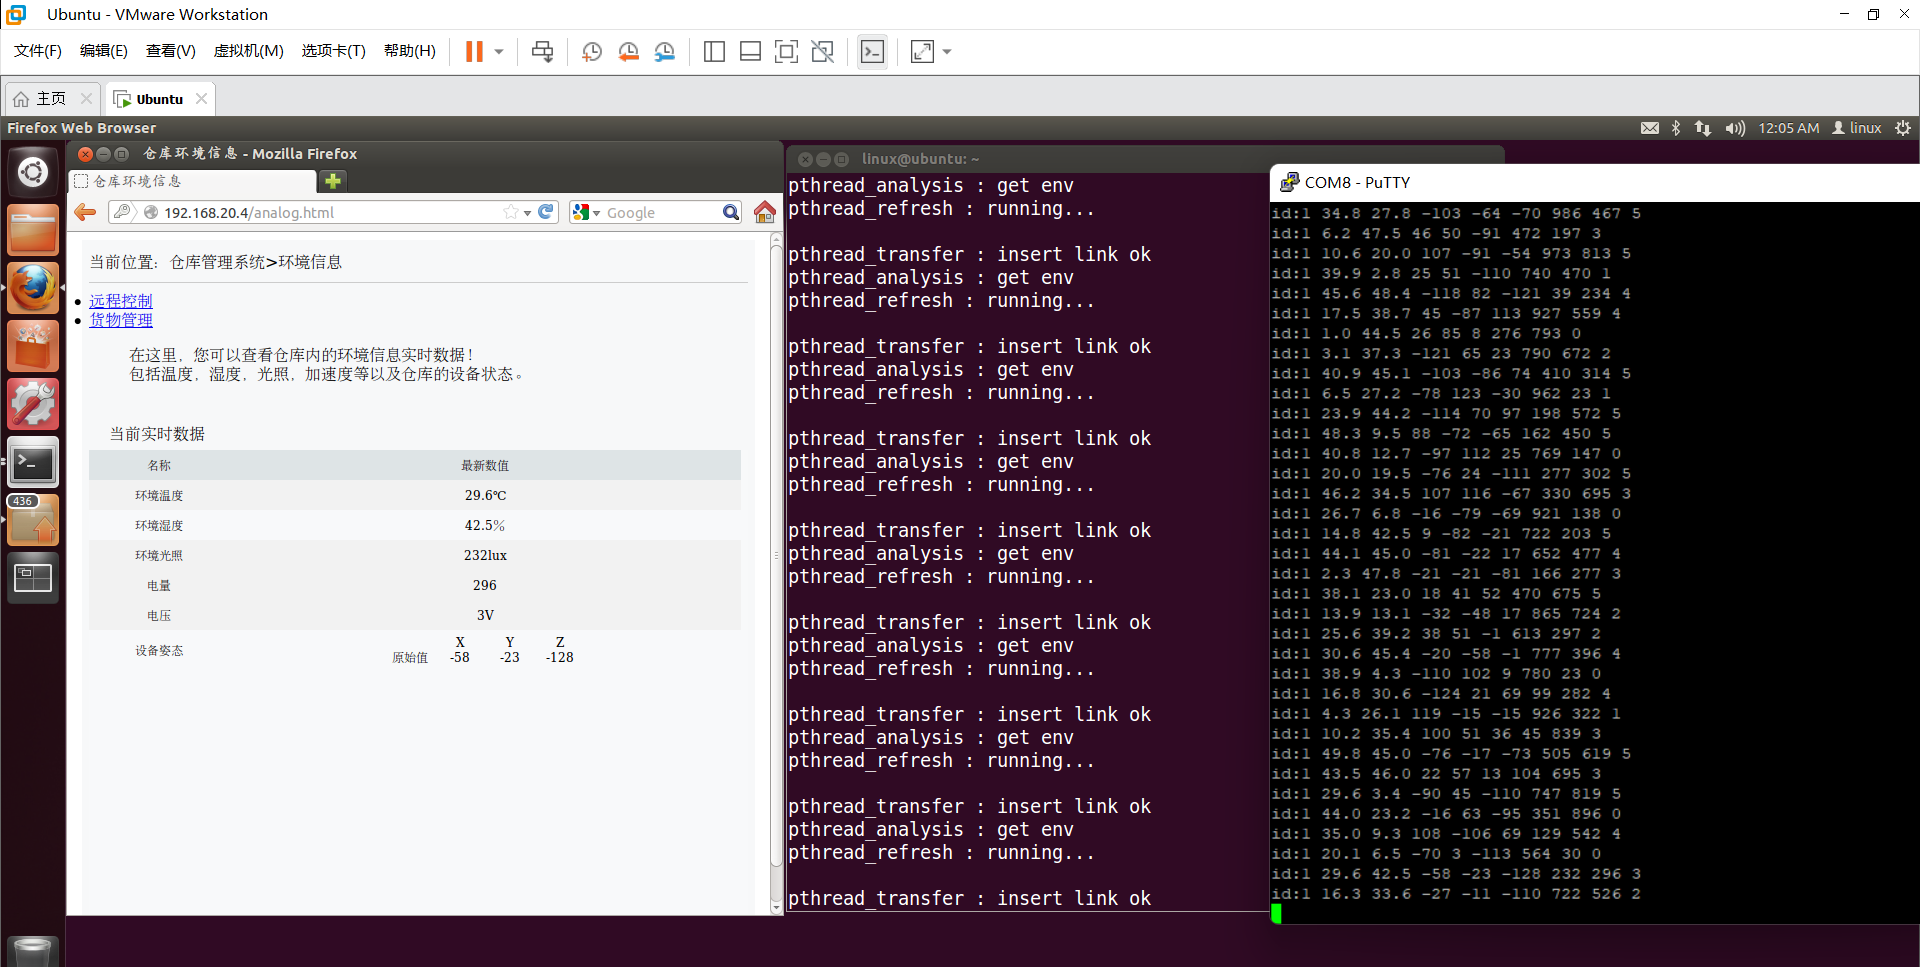 Ubuntu - VMware Workstation
文件(F) 编辑(E) 查看(V) 虚拟机(M) 选项卡(T) 帮助(H)
主页
Ubuntu
Firefox Web Browser
12:05 AM linux
仓库环境信息 - Mozilla Firefox
仓库环境信息
192.168.20.4/analog.html
Google
当前位置：仓库管理系统>环境信息
远程控制
货物管理
在这里，您可以查看仓库内的环境信息实时数据！
包括温度，湿度，光照，加速度等以及仓库的设备状态。
当前实时数据
名称 最新数值
环境温度 29.6℃
环境湿度 42.5%
环境光照 232lux
电量 296
电压 3V
设备姿态
X Y Z
原始值 -58 -23 -128
436
linux@ubuntu: ~
pthread_analysis : get env
pthread_refresh : running...
pthread_transfer : insert link ok
pthread_analysis : get env
pthread_refresh : running...
pthread_transfer : insert link ok
pthread_analysis : get env
pthread_refresh : running...
pthread_transfer : insert link ok
pthread_analysis : get env
pthread_refresh : running...
pthread_transfer : insert link ok
pthread_analysis : get env
pthread_refresh : running...
pthread_transfer : insert link ok
pthread_analysis : get env
pthread_refresh : running...
pthread_transfer : insert link ok
pthread_analysis : get env
pthread_refresh : running...
pthread_transfer : insert link ok
pthread_analysis : get env
pthread_refresh : running...
pthread_transfer : insert link ok
COM8 - PuTTY
id:1 34.8 27.8 -103 -64 -70 986 467 5
id:1 6.2 47.5 46 50 -91 472 197 3
id:1 10.6 20.0 107 -91 -54 973 813 5
id:1 39.9 2.8 25 51 -110 740 470 1
id:1 45.6 48.4 -118 82 -121 39 234 4
id:1 17.5 38.7 45 -87 113 927 559 4
id:1 1.0 44.5 26 85 8 276 793 0
id:1 3.1 37.3 -121 65 23 790 672 2
id:1 40.9 45.1 -103 -86 74 410 314 5
id:1 6.5 27.2 -78 123 -30 962 23 1
id:1 23.9 44.2 -114 70 97 198 572 5
id:1 48.3 9.5 88 -72 -65 162 450 5
id:1 40.8 12.7 -97 112 25 769 147 0
id:1 20.0 19.5 -76 24 -111 277 302 5
id:1 46.2 34.5 107 116 -67 330 695 3
id:1 26.7 6.8 -16 -79 -69 921 138 0
id:1 14.8 42.5 9 -82 -21 722 203 5
id:1 44.1 45.0 -81 -22 17 652 477 4
id:1 2.3 47.8 -21 -21 -81 166 277 3
id:1 38.1 23.0 18 41 52 470 675 5
id:1 13.9 13.1 -32 -48 17 865 724 2
id:1 25.6 39.2 38 51 -1 613 297 2
id:1 30.6 45.4 -20 -58 -1 777 396 4
id:1 38.9 4.3 -110 102 9 780 23 0
id:1 16.8 30.6 -124 21 69 99 282 4
id:1 4.3 26.1 119 -15 -15 926 322 1
id:1 10.2 35.4 100 51 36 45 839 3
id:1 49.8 45.0 -76 -17 -73 505 619 5
id:1 43.5 46.0 22 57 13 104 695 3
id:1 29.6 3.4 -90 45 -110 747 819 5
id:1 44.0 23.2 -16 63 -95 351 896 0
id:1 35.0 9.3 108 -106 69 129 542 4
id:1 20.1 6.5 -70 3 -113 564 30 0
id:1 29.6 42.5 -58 -23 -128 232 296 3
id:1 16.3 33.6 -27 -11 -110 722 526 2